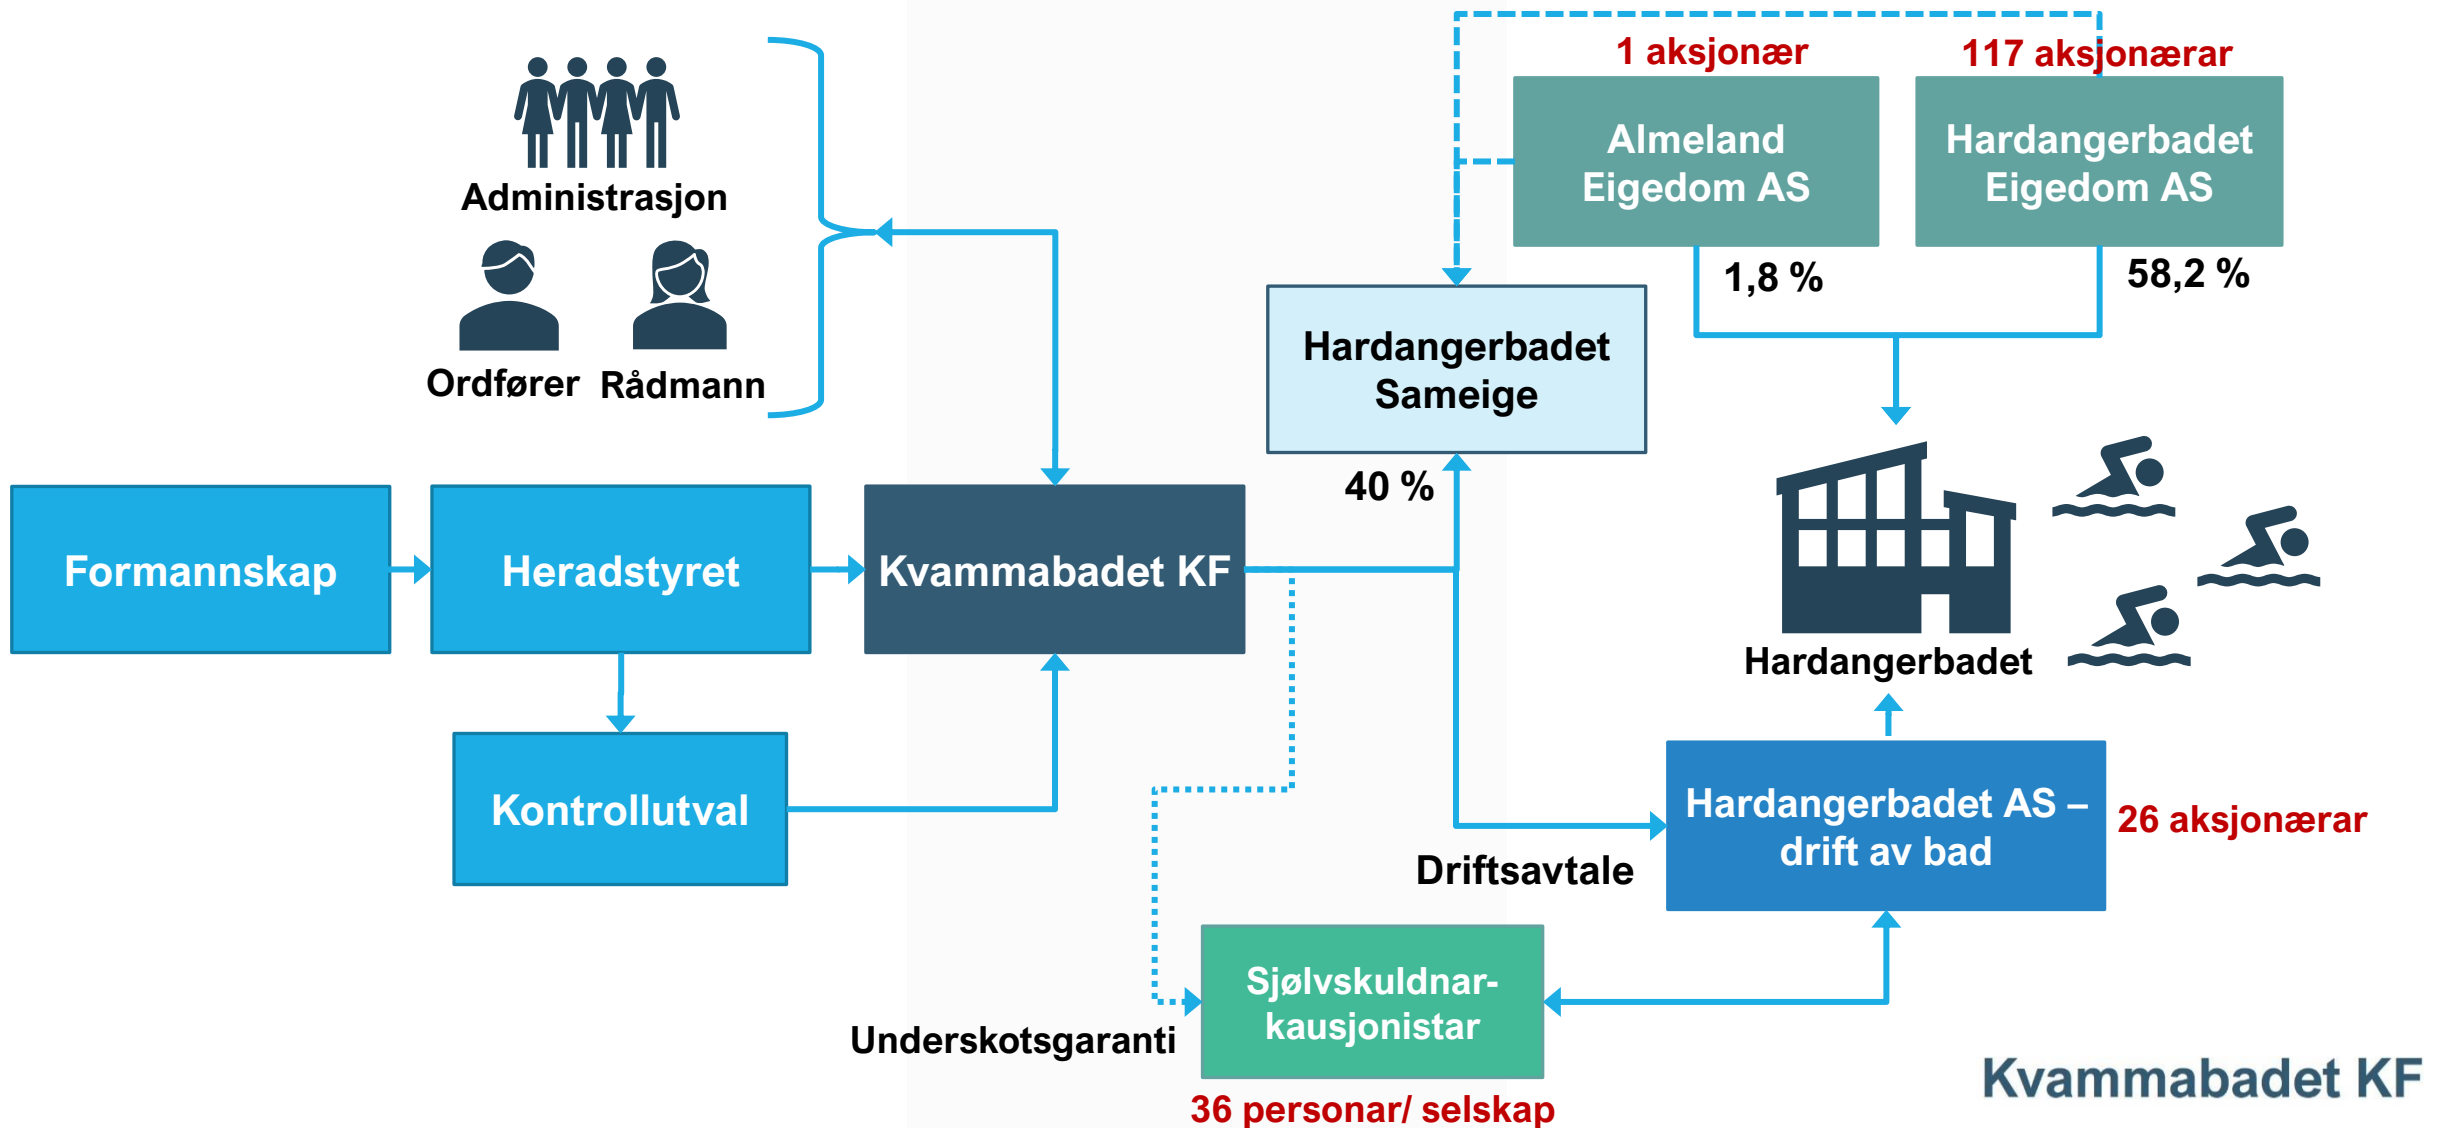 1 aksjonær
117 aksjonærar
Almeland
Eigedom AS
Hardangerbadet
Eigedom AS
Administrasjon
1,8 %
58,2 %
Ordfører
Rådmann
Hardangerbadet
Sameige
40 %
Formannskap
Heradstyret
Kvammabadet KF
Hardangerbadet
Kontrollutval
Hardangerbadet AS –
drift av bad
26 aksjonærar
Driftsavtale
Sjølvskuldnar-
kausjonistar
Underskotsgaranti
36 personar/ selskap
Kvammabadet KF